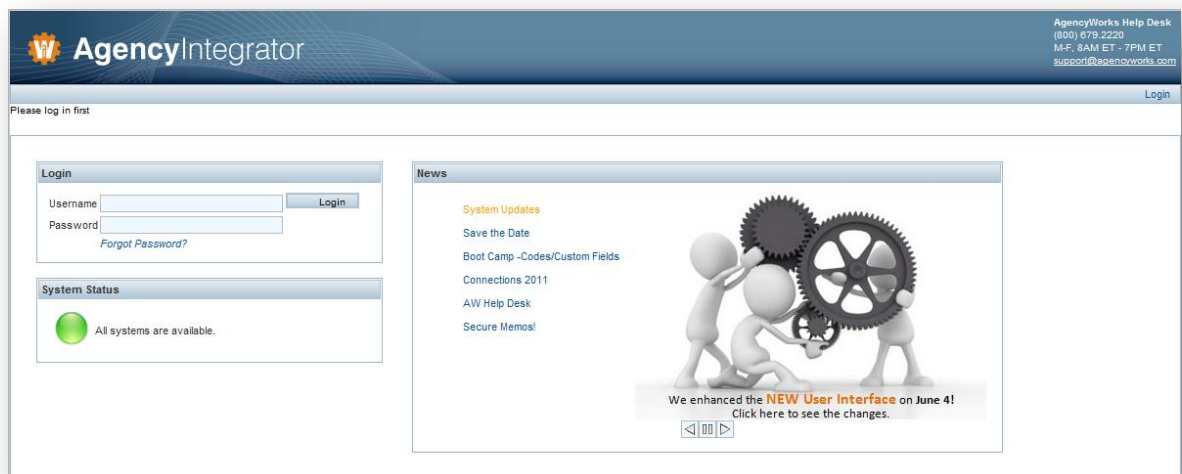 AgencyIntegrator
AgencyWorks Help Desk
(800) 679.2220
M-F, 8AM ET - 7PM ET
support@agencyworks.com
Login
Please log in first
Login
Username
Login
Password
Forgot Password?
System Status
All systems are available.
News
System Updates
Save the Date
Boot Camp -Codes/Custom Fields
Connections 2011
AW Help Desk
Secure Memos!
We enhanced the NEW User Interface on June 4!
Click here to see the changes.